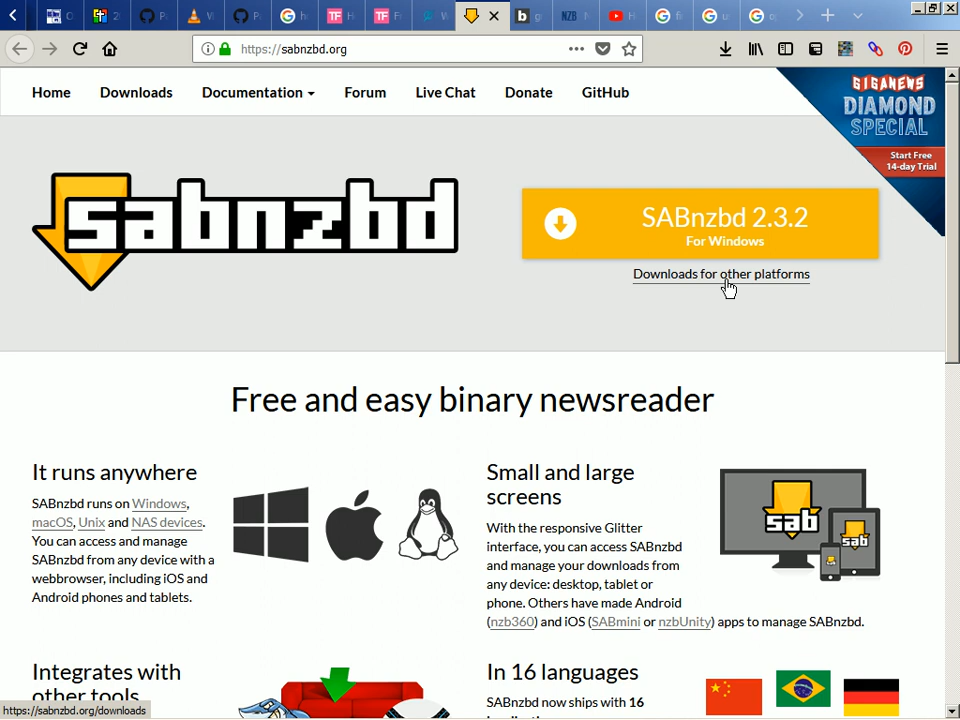 https://sabnzbd.org
Home
Downloads
Documentation
Forum
Live Chat
Donate
GitHub
GIGANEWS
DIAMOND
SPECIAL
Start Free
14-day Trial
sabnzbd
SABnzbd 2.3.2
For Windows
Downloads for other platforms
Free and easy binary newsreader
It runs anywhere
SABnzbd runs on Windows,
macOS, Unix and NAS devices.
You can access and manage
SABnzbd from any device with a
webbrowser, including iOS and
Android phones and tablets.
Small and large
screens
With the responsive Glitter
interface, you can access SABnzbd
and manage your downloads from
any device: desktop, tablet or
phone. Others have made Android
(nzb360) and iOS (SABmini or nzbUnity) apps to manage SABnzbd.
sab
sab
Integrates with
other tools
In 16 languages
SABnzbd now ships with 16
https://sabnzbd.org/downloads